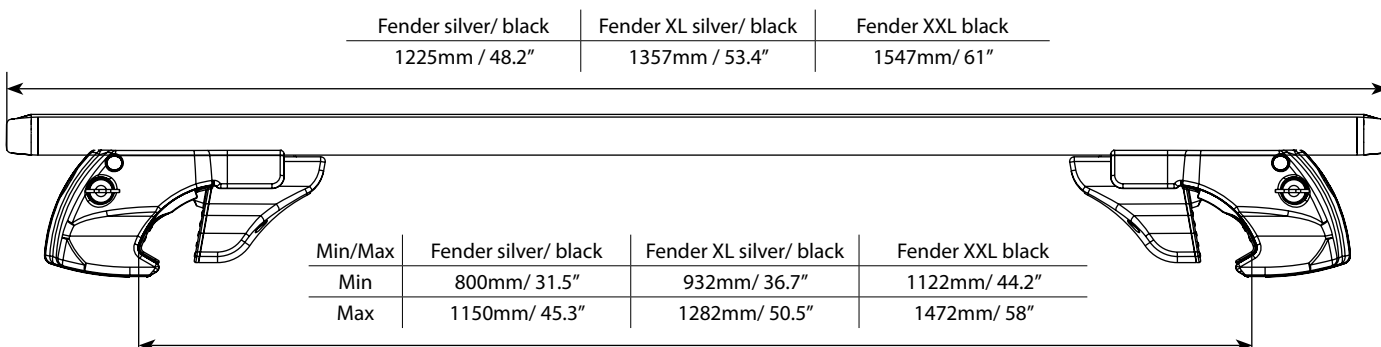 Fender silver/ black Fender XL silver/ black Fender XXL black
1225mm / 48.2” 1357mm / 53.4” 1547mm/ 61”
Min/Max Fender silver/ black Fender XL silver/ black Fender XXL black
Min 800mm/ 31.5” 932mm/ 36.7” 1122mm/ 44.2”
Max 1150mm/ 45.3” 1282mm/ 50.5” 1472mm/ 58”